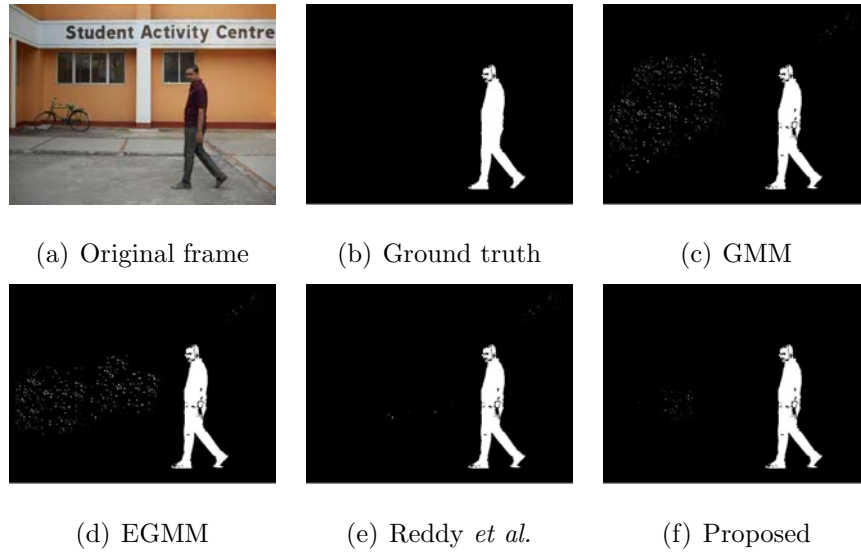 Student Activity Centre
(a) Original frame
(b) Ground truth
(c) GMM
(d) EGMM
(e) Reddy et al.
(f) Proposed